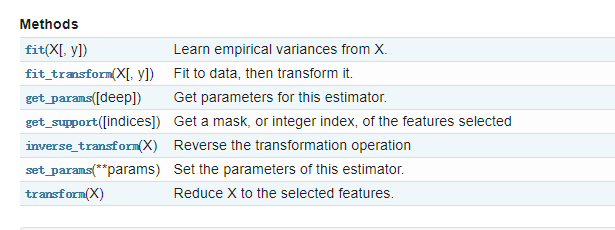 Methods
fit(X[, y]) Learn empirical variances from X.
fit_transform(X[, y]) Fit to data, then transform it.
get_params([deep]) Get parameters for this estimator.
get_support([indices]) Get a mask, or integer index, of the features selected
inverse_transform(X) Reverse the transformation operation
set_params(**params) Set the parameters of this estimator.
transform(X) Reduce X to the selected features.